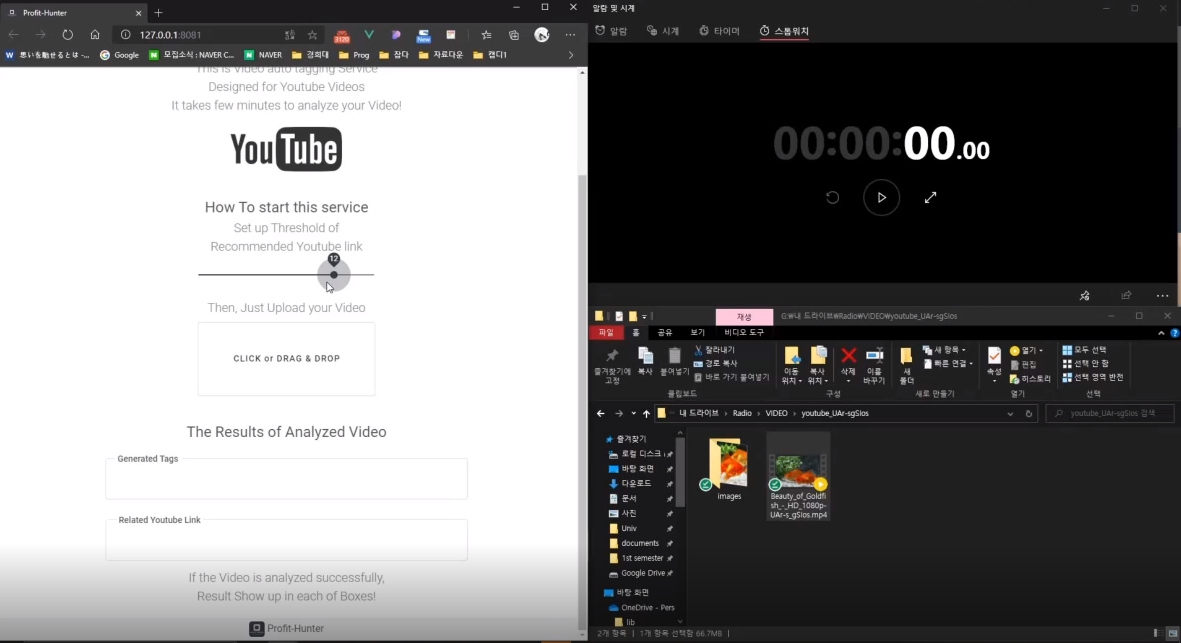 Profit-Hunter
127.0.0.1:8081
3120
New
思いを馳せるとは -...
Google
모집소식 : NAVER C...
NAVER
경희대
Prog
잡다
자료다운
캡디1
This is Video auto tagging Service
Designed for Youtube Videos
It takes few minutes to analyze your Video!
YouTube
How To start this service
Set up Threshold of
Recommended Youtube link
12
Then, Just Upload your Video
CLICK or DRAG & DROP
The Results of Analyzed Video
Generated Tags
Related Youtube Link
If the Video is analyzed successfully,
Result Show up in each of Boxes!
Profit-Hunter
알람 및 시계
알람
시계
타이머
스톱워치
00:00:00.00
재생
G:₩내 드라이브₩Radio₩VIDEO₩youtube_UAr-sgSIos
파일
홈
공유
보기
비디오 도구
즐겨찾기에
고정
복사
붙여넣기
잘라내기
경로 복사
바로 가기 붙여넣기
클립보드
이동
위치
복사
위치
삭제
이름
바꾸기
구성
새
폴더
새 항목
빠른 연결
새로 만들기
속성
열기
편집
히스토리
열기
모두 선택
선택 안 함
선택 영역 반전
선택
내 드라이브 > Radio > VIDEO > youtube_UAr-sgSIos
youtube_UAr-sgSIos 검색
즐겨찾기
로컬 디스크
바탕 화면
다운로드
문서
사진
Univ
documents
1st semester
Google Drive
바탕 화면
OneDrive - Pers
lib
images
Beauty_of_Goldfi
sh_-_HD_1080p-
UAr-s_gSIos.mp4
2개 항목
1개 항목 선택함 66.7MB